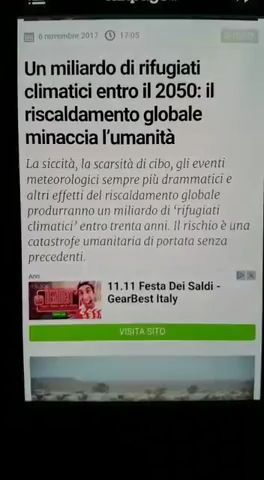 6 novembre 2017 17:05
Un miliardo di rifugiati
climatici entro il 2050: il
riscaldamento globale
minaccia l'umanità
La siccità, la scarsità di cibo, gli eventi
meteorologici sempre più drammatici e
altri effetti del riscaldamento globale
produrranno un miliardo di 'rifugiati
climatici' entro trenta anni. Il rischio è una
catastrofe umanitaria di portata senza
precedenti.
11.11 Festa Dei Saldi -
GearBest Italy
VISITA SITO